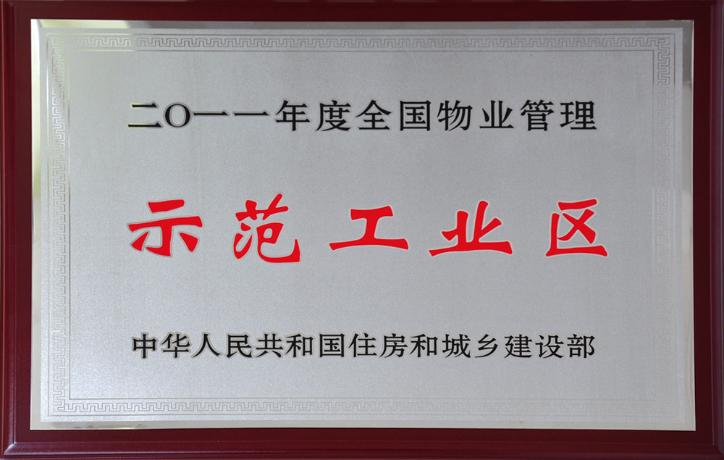 二O一一年度全国物业管理
示范工业区
中华人民共和国住房和城乡建设部